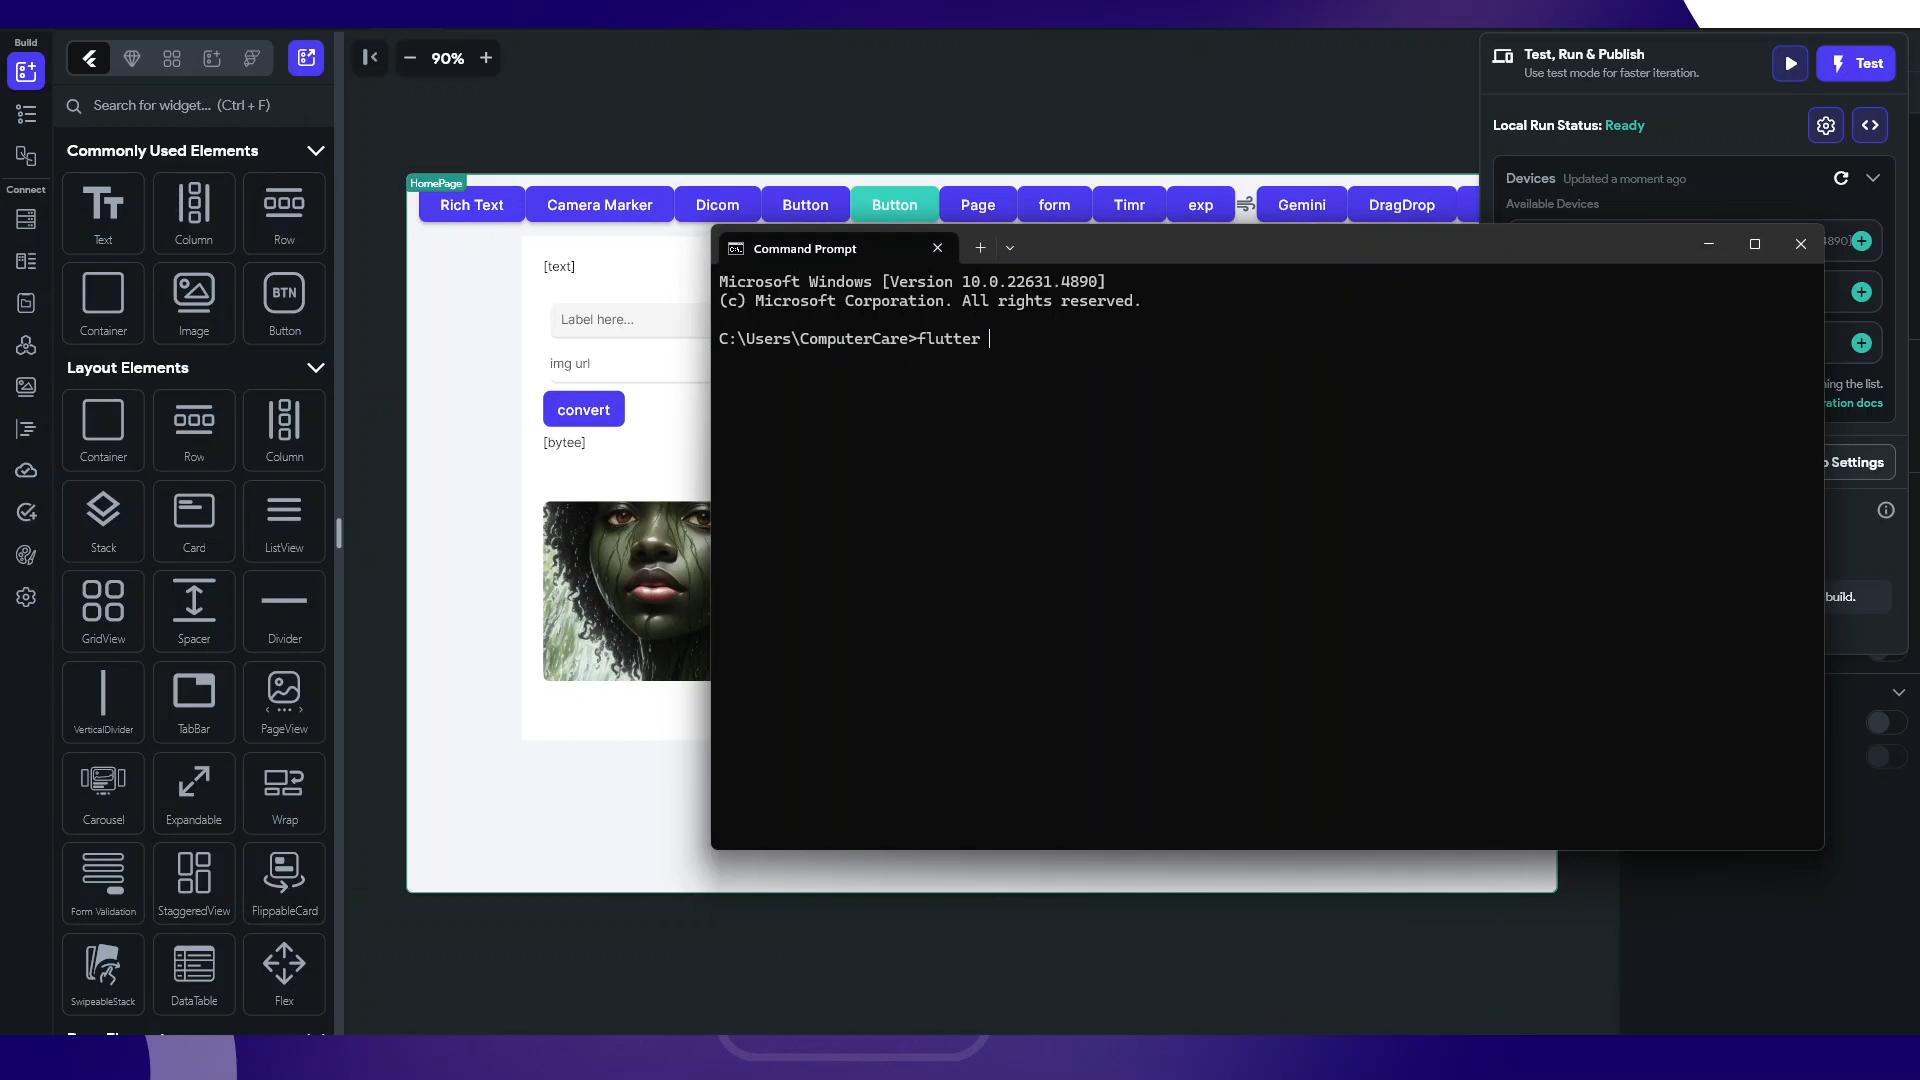 Build
Connect
90%
Search for widget... (Ctrl + F)
Commonly Used Elements
Text
Column
Row
Container
Image
BTN
Button
Layout Elements
Container
Row
Column
Stack
Card
ListView
GridView
Spacer
Divider
VerticalDivider
TabBar
PageView
Carousel
Expandable
Wrap
Form Validation
StaggeredView
FlippableCard
SwipeableStack
DataTable
Flex
HomePage
Rich Text
Camera Marker
Dicom
Button
Button
Page
form
Timr
exp
Gemini
DragDrop
[text]
Label here...
img url
convert
[bytee]
Command Prompt
Microsoft Windows [Version 10.0.22631.4890]
(c) Microsoft Corporation. All rights reserved.
C:\Users\ComputerCare>flutter
Test, Run & Publish
Use test mode for faster iteration.
Test
Local Run Status: Ready
Devices Updated a moment ago
Available Devices
4890]
the list.
docs
Settings
build.